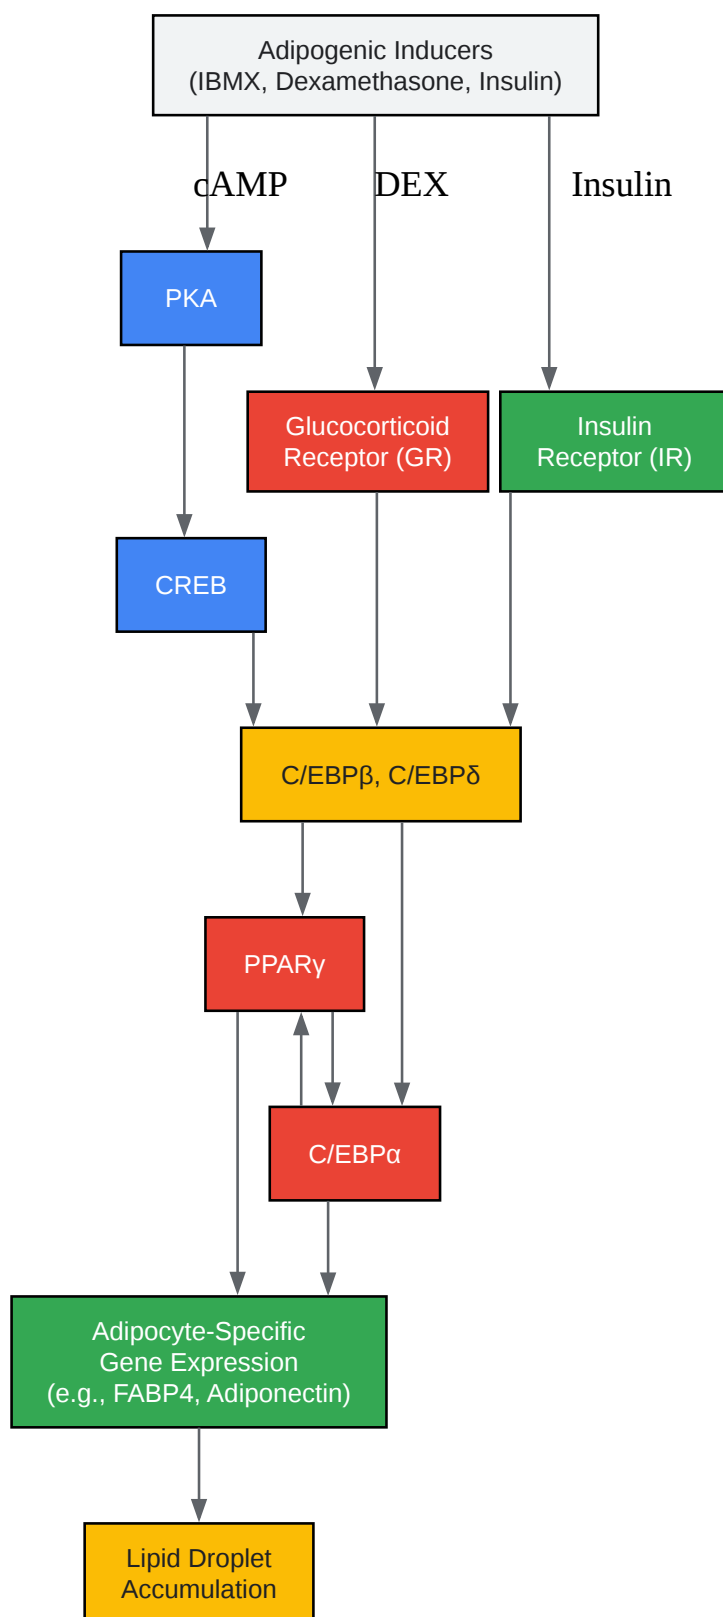 Adipogenic Inducers
(IBMX, Dexamethasone, Insulin)
cAMP
DEX
Insulin
PKA
Glucocorticoid
Receptor (GR)
Insulin
Receptor (IR)
CREB
C/EBPβ, C/EBPδ
PPARγ
C/EBPα
Adipocyte-Specific
Gene Expression
(e.g., FABP4, Adiponectin)
Lipid Droplet
Accumulation